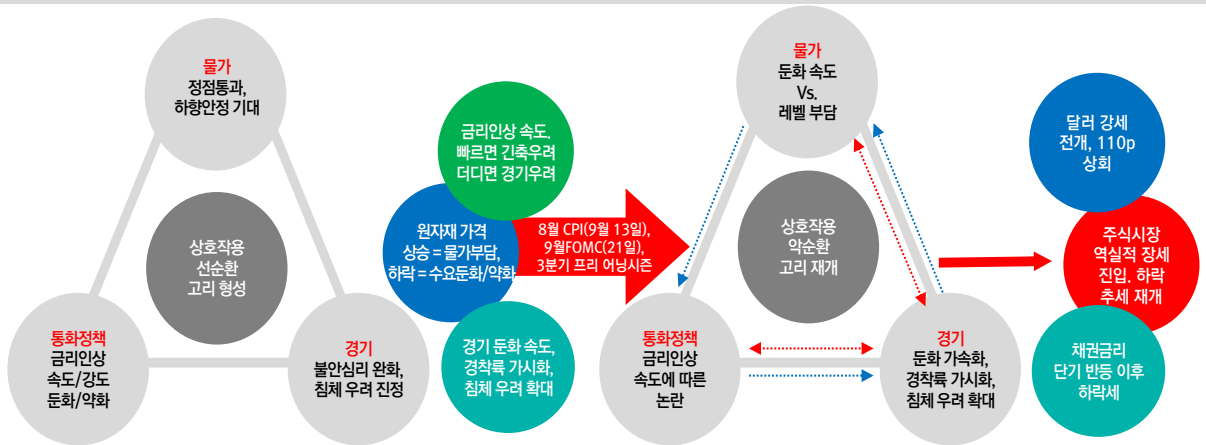 물가
정점통과,
하향안정 기대
상호작용
선순환
고리 형성
통화정책
금리인상
속도/강도
둔화/약화
경기
불안심리 완화,
침체 우려 진정
금리인상 속도.
빠르면 긴축우려
더디면 경기우려
원자재 가격
상승 = 물가부담,
하락 = 수요둔화/약화
경기 둔화 속도,
경착륙 가시화,
침체 우려 확대
8월 CPI(9월 13일),
9월FOMC(21일),
3분기 프리 어닝시즌
물가
둔화 속도
Vs.
레벨 부담
상호작용
악순환
고리 재개
통화정책
금리인상
속도에 따른
논란
경기
둔화 가속화,
경착륙 가시화,
침체 우려 확대
달러 강세
전개, 110p
상회
주식시장
역실적 장세
진입. 하락
추세 재개
채권금리
단기 반등 이후
하락세